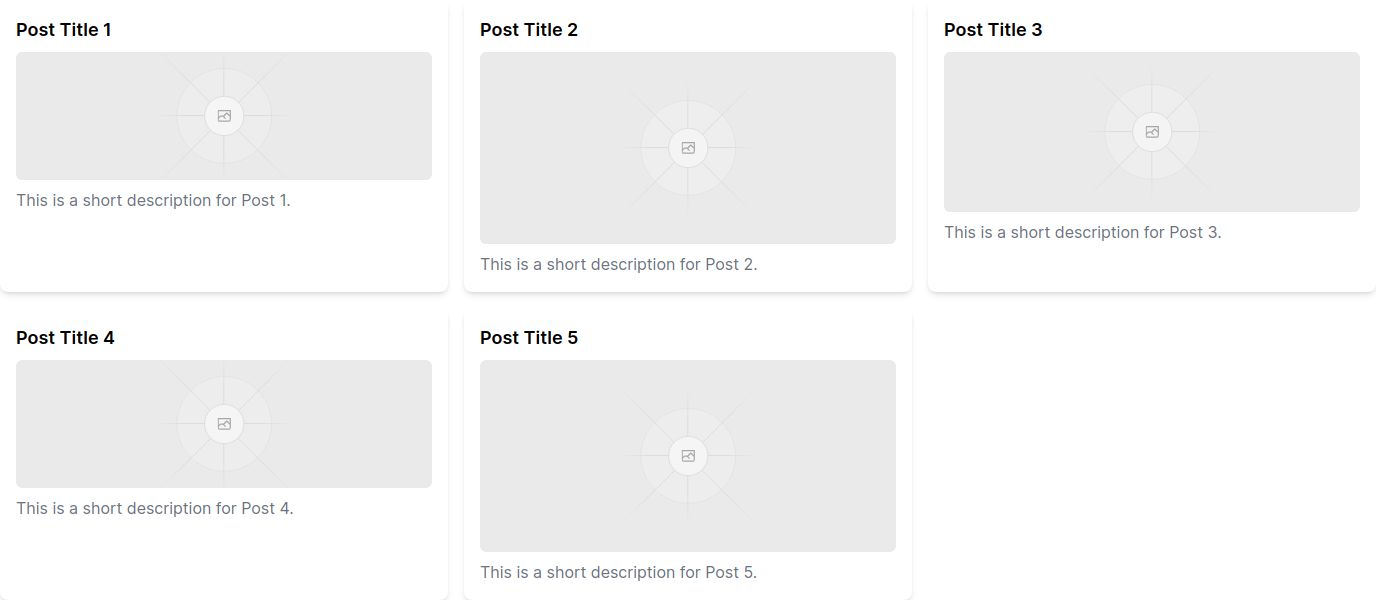 Post Title 1
This is a short description for Post 1.
Post Title 2
This is a short description for Post 2.
Post Title 3
This is a short description for Post 3.
Post Title 4
This is a short description for Post 4.
Post Title 5
This is a short description for Post 5.